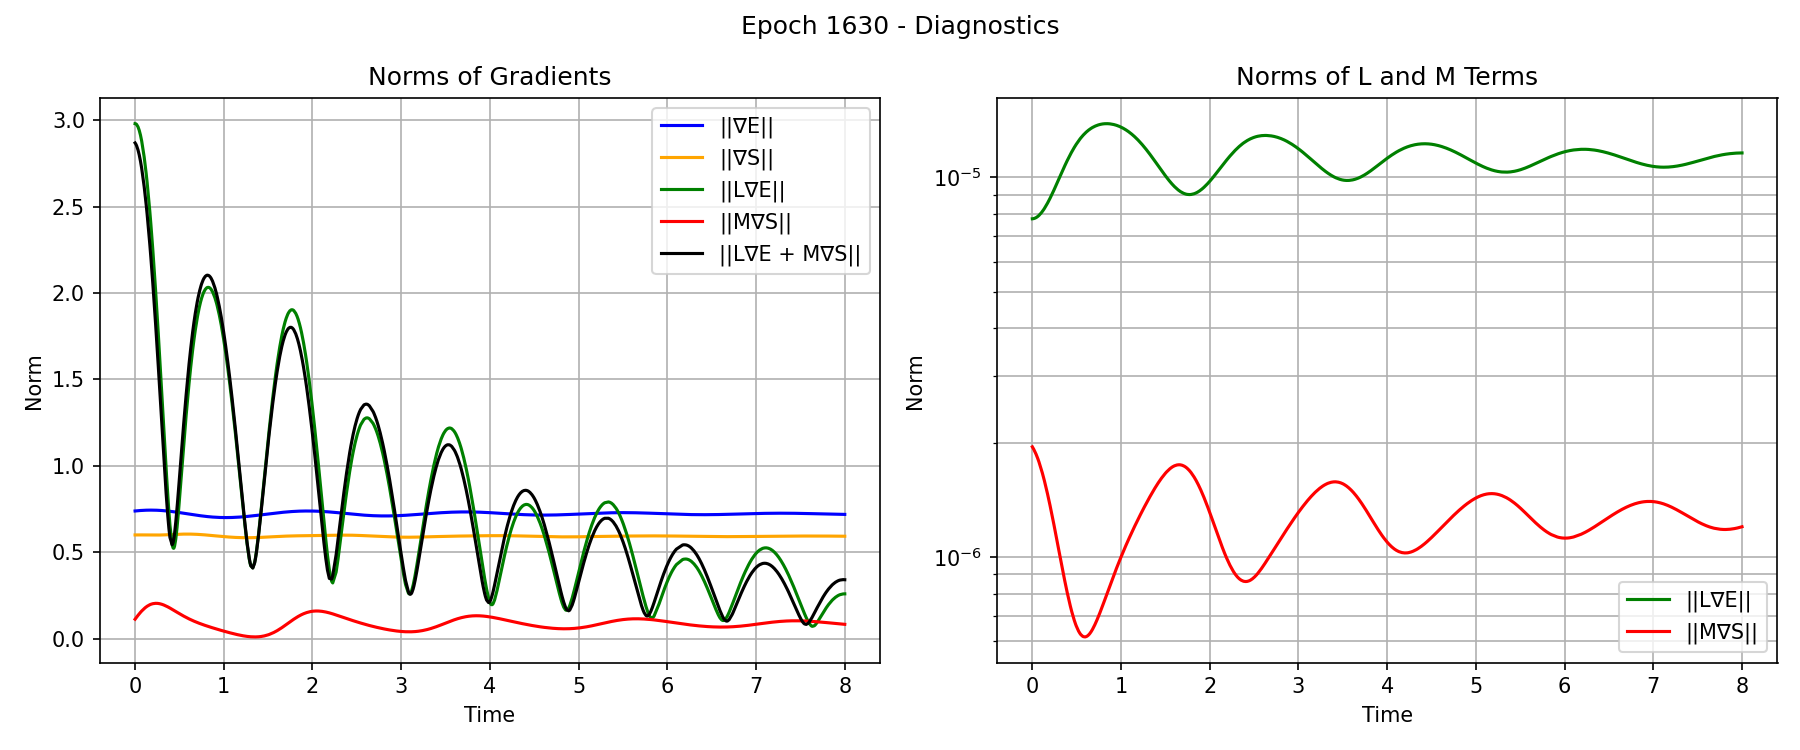 Epoch 1630 - Diagnostics
Norms of Gradients
Norm
3.0
2.5
2.0
1.5
1.0
0.5
0.0
||∇E||
||∇S||
||L∇E||
||M∇S||
||L∇E + M∇S||
0 1 2 3 4 5 6 7 8
Time
Norms of L and M Terms
Norm
10⁻⁵
10⁻⁶
||L∇E||
||M∇S||
0 1 2 3 4 5 6 7 8
Time